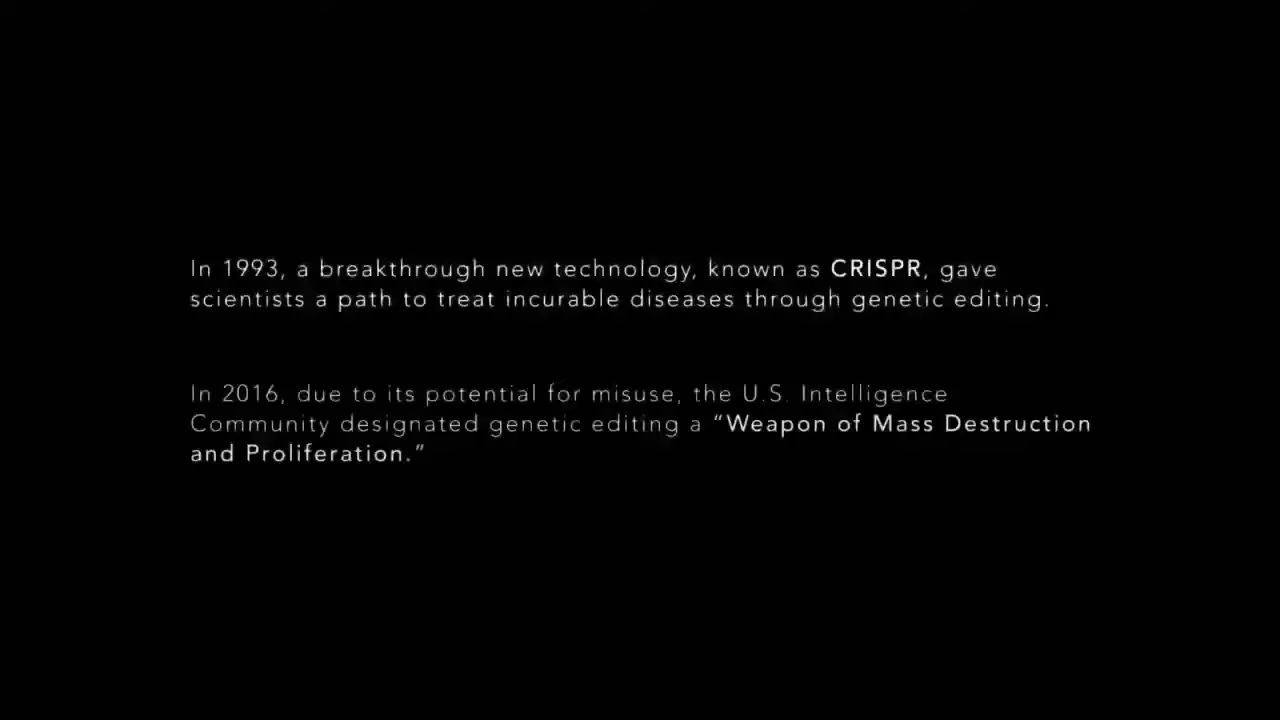 In 1993, a breakthrough new technology, known as CRISPR, gave
scientists a path to treat incurable diseases through genetic editing.
In 2016, due to its potential for misuse, the U.S. Intelligence
Community designated genetic editing a “Weapon of Mass Destruction
and Proliferation.”